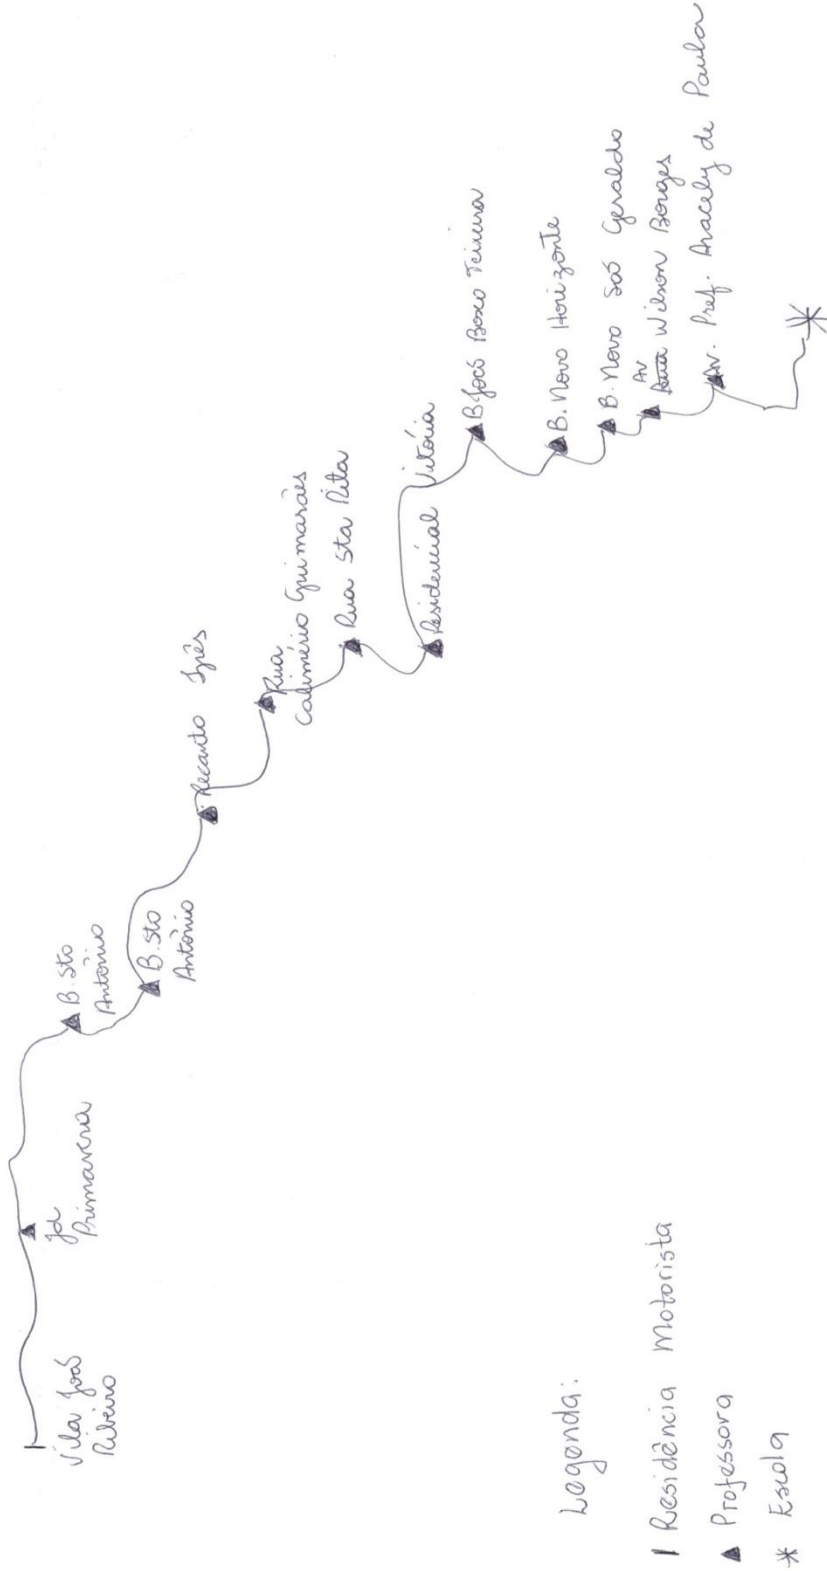 Vila João
Ribeiro
Jd
Primavera
B. Sto
Antônio
B. Sto
Antônio
Recanto Ipês
Rua
Calimério Guimarães
Rua Sta Rita
Residencial Vitória
B João Bosco Teixeira
B. Novo Horizonte
B. Novo São Geraldo
Av
Rua Wilson Borges
Av. Pref. Aracely de Paula
Legenda:
Residência Motorista
Professora
Escola